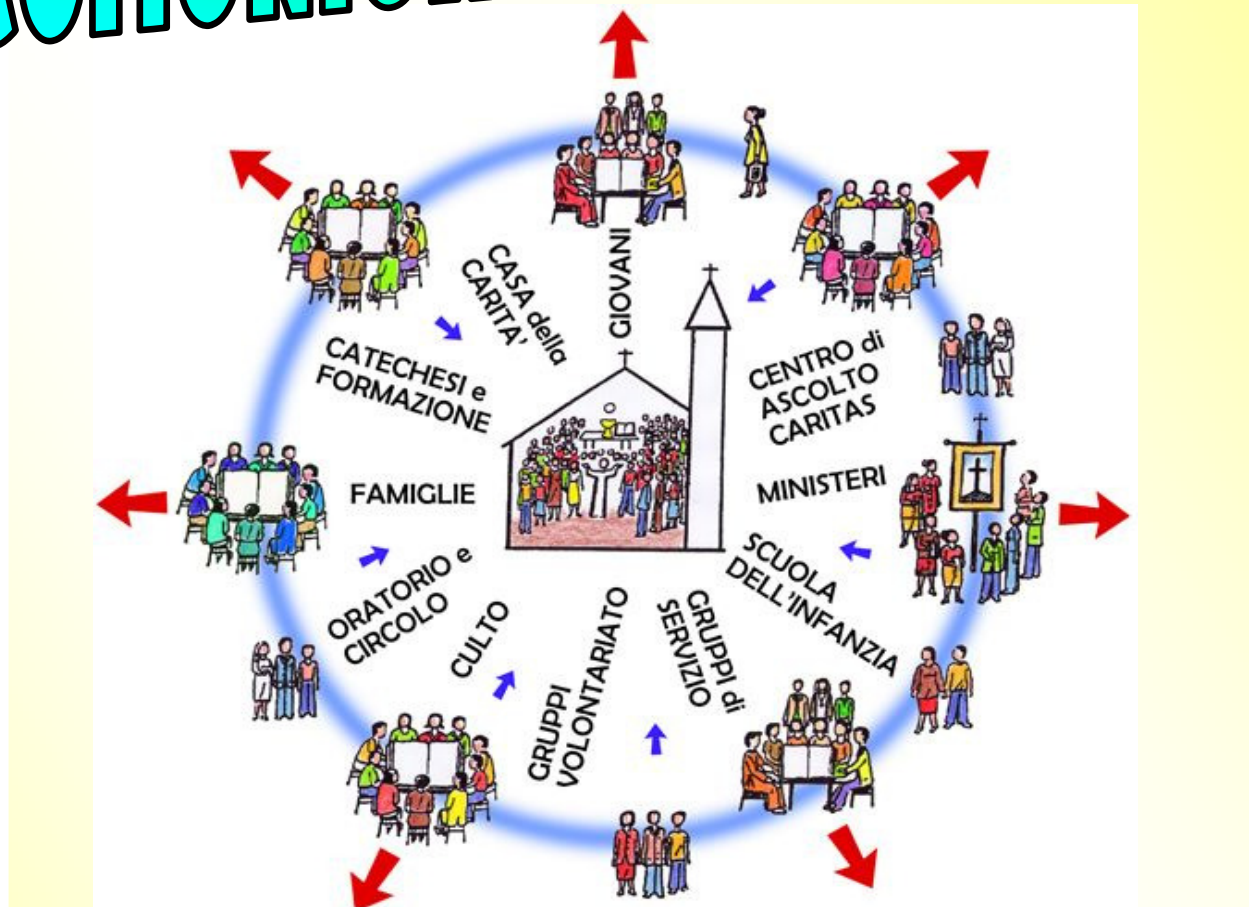 GIOVANI
CASA della
CARITA'
CATECHESI e
FORMAZIONE
CENTRO di
ASCOLTO
CARITAS
FAMIGLIE
MINISTERI
ORATORIO e
CIRCOLO
CULTO
GRUPPI
VOLONTARIATO
GRUPPI di
SERVIZIO
SCUOLA
DELL'INFANZIA